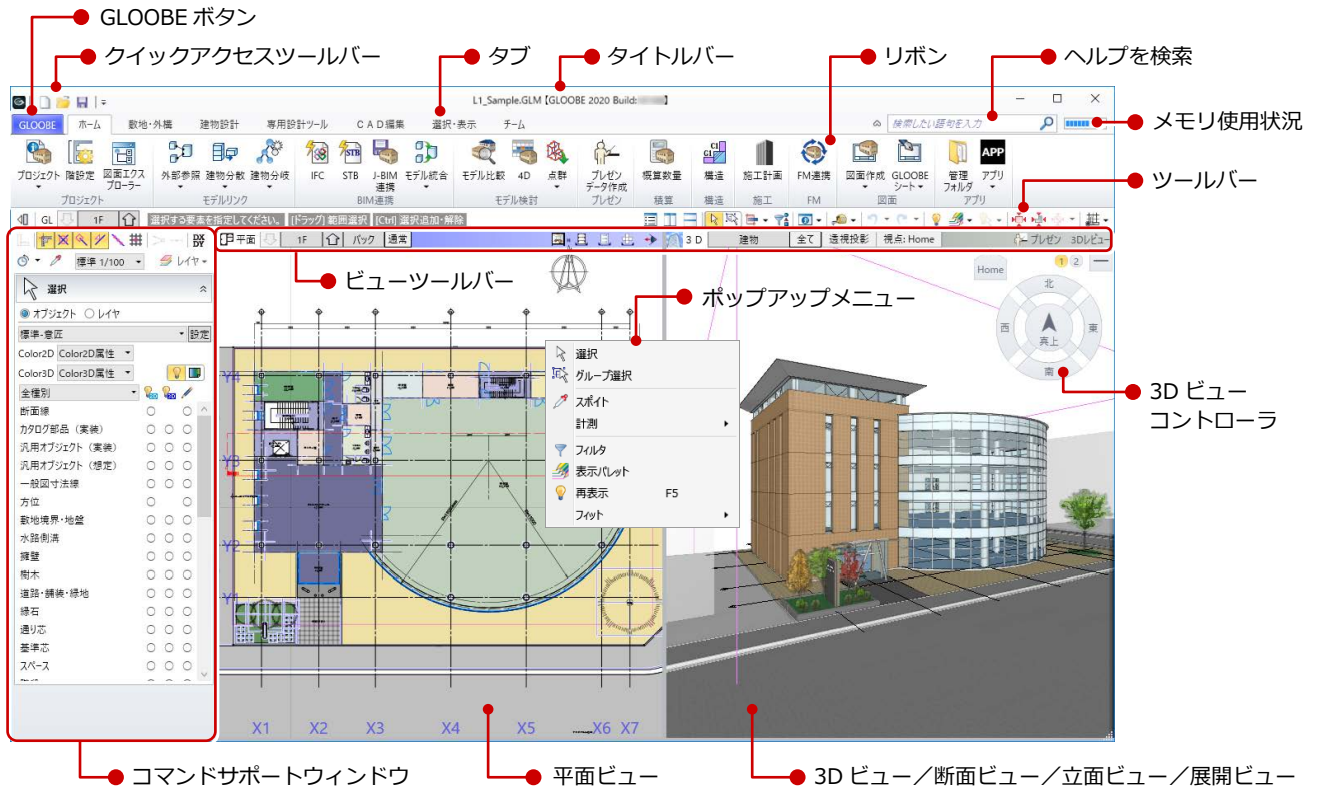 GLOOBE ボタン
クイックアクセスツールバー
タブ
タイトルバー
リボン
ヘルプを検索
L1_Sample.GLM【GLOOBE 2020 Build: 】
GLOOBE ホーム 敷地・外構 建物設計 専用設計ツール CAD編集 選択・表示 チーム 検索したい語句を入力
メモリ使用状況
プロジェクト 階設定 図面エクスプローラー 外部参照 建物分散 建物分岐 IFC STB J-BIM連携 モデル統合 モデル比較 4D 点群 プレゼンデータ作成 概算数量 構造 施工計画 FM連携 図面作成 GLOOBEシート 管理フォルダ アプリ
APP
プロジェクト モデルリンク BIM連携 モデル検討 プレゼン 積算 構造 施工 FM 図面 アプリ
ツールバー
GL 1F 選択する要素を指定してください。 [ドラッグ] 範囲選択 [Ctrl] 選択追加・解除
平面 1F バック 通常 3D 建物 全て 透視投影 視点: Home プレゼン 3Dビュー
標準 1/100 レイヤ
ビューツールバー
ポップアップメニュー
Home
1 2
北
西
東
真上
南
選択
オブジェクト レイヤ
標準-意匠 設定
Color2D Color2D属性
Color3D Color3D属性
全種別
断面線
カタログ部品（実装）
汎用オブジェクト（実装）
汎用オブジェクト（想定）
一般図寸法線
方位
敷地境界・地盤
水路側溝
擁壁
樹木
道路・舗装・緑地
縁石
通り芯
基準芯
スペース
選択
グループ選択
スポイト
計測
フィルタ
表示パレット
再表示 F5
フィット
3D ビュー
コントローラ
Y4
Y3
Y2
Y1
X1 X2 X3 X4 X5 X6 X7
コマンドサポートウィンドウ
平面ビュー
3D ビュー／断面ビュー／立面ビュー／展開ビュー